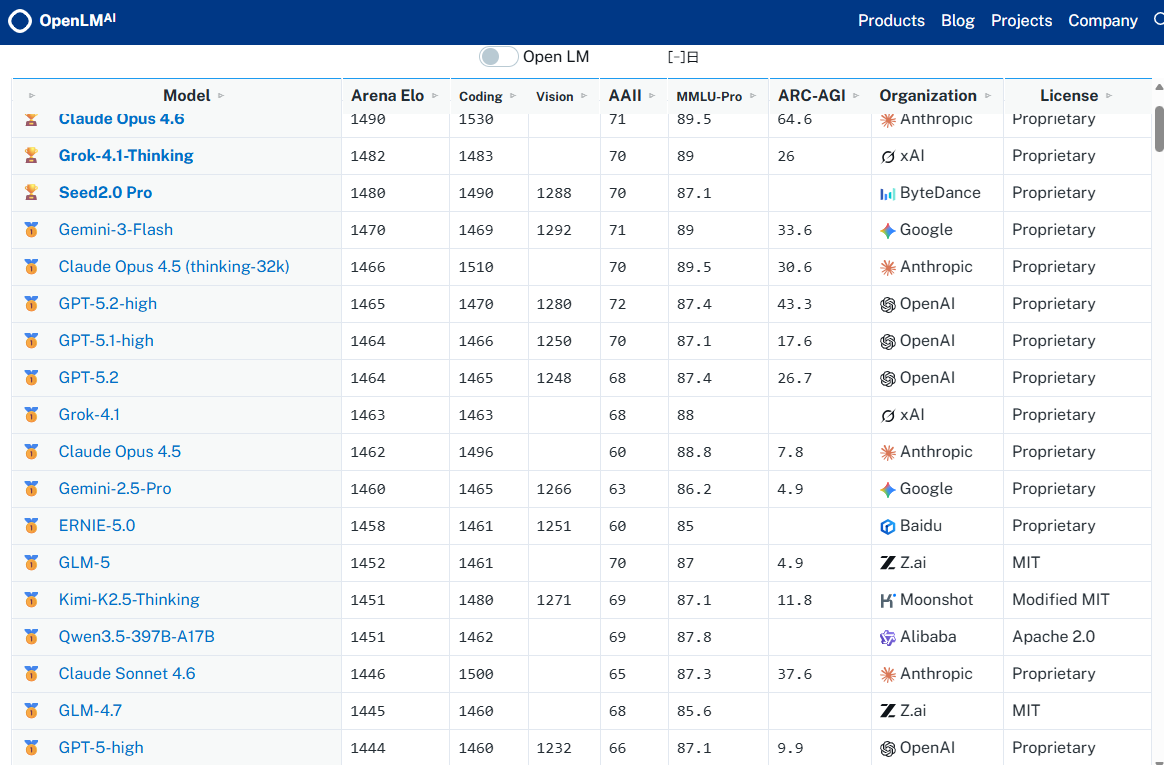 OpenLMAI Products Blog Projects Company
Open LM [-]日
Model Arena Elo Coding Vision AAII MMLU-Pro ARC-AGI Organization License
Claude Opus 4.6 1490 1530 71 89.5 64.6 Anthropic Proprietary
Grok-4.1-Thinking 1482 1483 70 89 26 xAI Proprietary
Seed2.0 Pro 1480 1490 1288 70 87.1 ByteDance Proprietary
Gemini-3-Flash 1470 1469 1292 71 89 33.6 Google Proprietary
Claude Opus 4.5 (thinking-32k) 1466 1510 70 89.5 30.6 Anthropic Proprietary
GPT-5.2-high 1465 1470 1280 72 87.4 43.3 OpenAI Proprietary
GPT-5.1-high 1464 1466 1250 70 87.1 17.6 OpenAI Proprietary
GPT-5.2 1464 1465 1248 68 87.4 26.7 OpenAI Proprietary
Grok-4.1 1463 1463 68 88 xAI Proprietary
Claude Opus 4.5 1462 1496 60 88.8 7.8 Anthropic Proprietary
Gemini-2.5-Pro 1460 1465 1266 63 86.2 4.9 Google Proprietary
ERNIE-5.0 1458 1461 1251 60 85 Baidu Proprietary
GLM-5 1452 1461 70 87 4.9 Z.ai MIT
Kimi-K2.5-Thinking 1451 1480 1271 69 87.1 11.8 Moonshot Modified MIT
Qwen3.5-397B-A17B 1451 1462 69 87.8 Alibaba Apache 2.0
Claude Sonnet 4.6 1446 1500 65 87.3 37.6 Anthropic Proprietary
GLM-4.7 1445 1460 68 85.6 Z.ai MIT
GPT-5-high 1444 1460 1232 66 87.1 9.9 OpenAI Proprietary